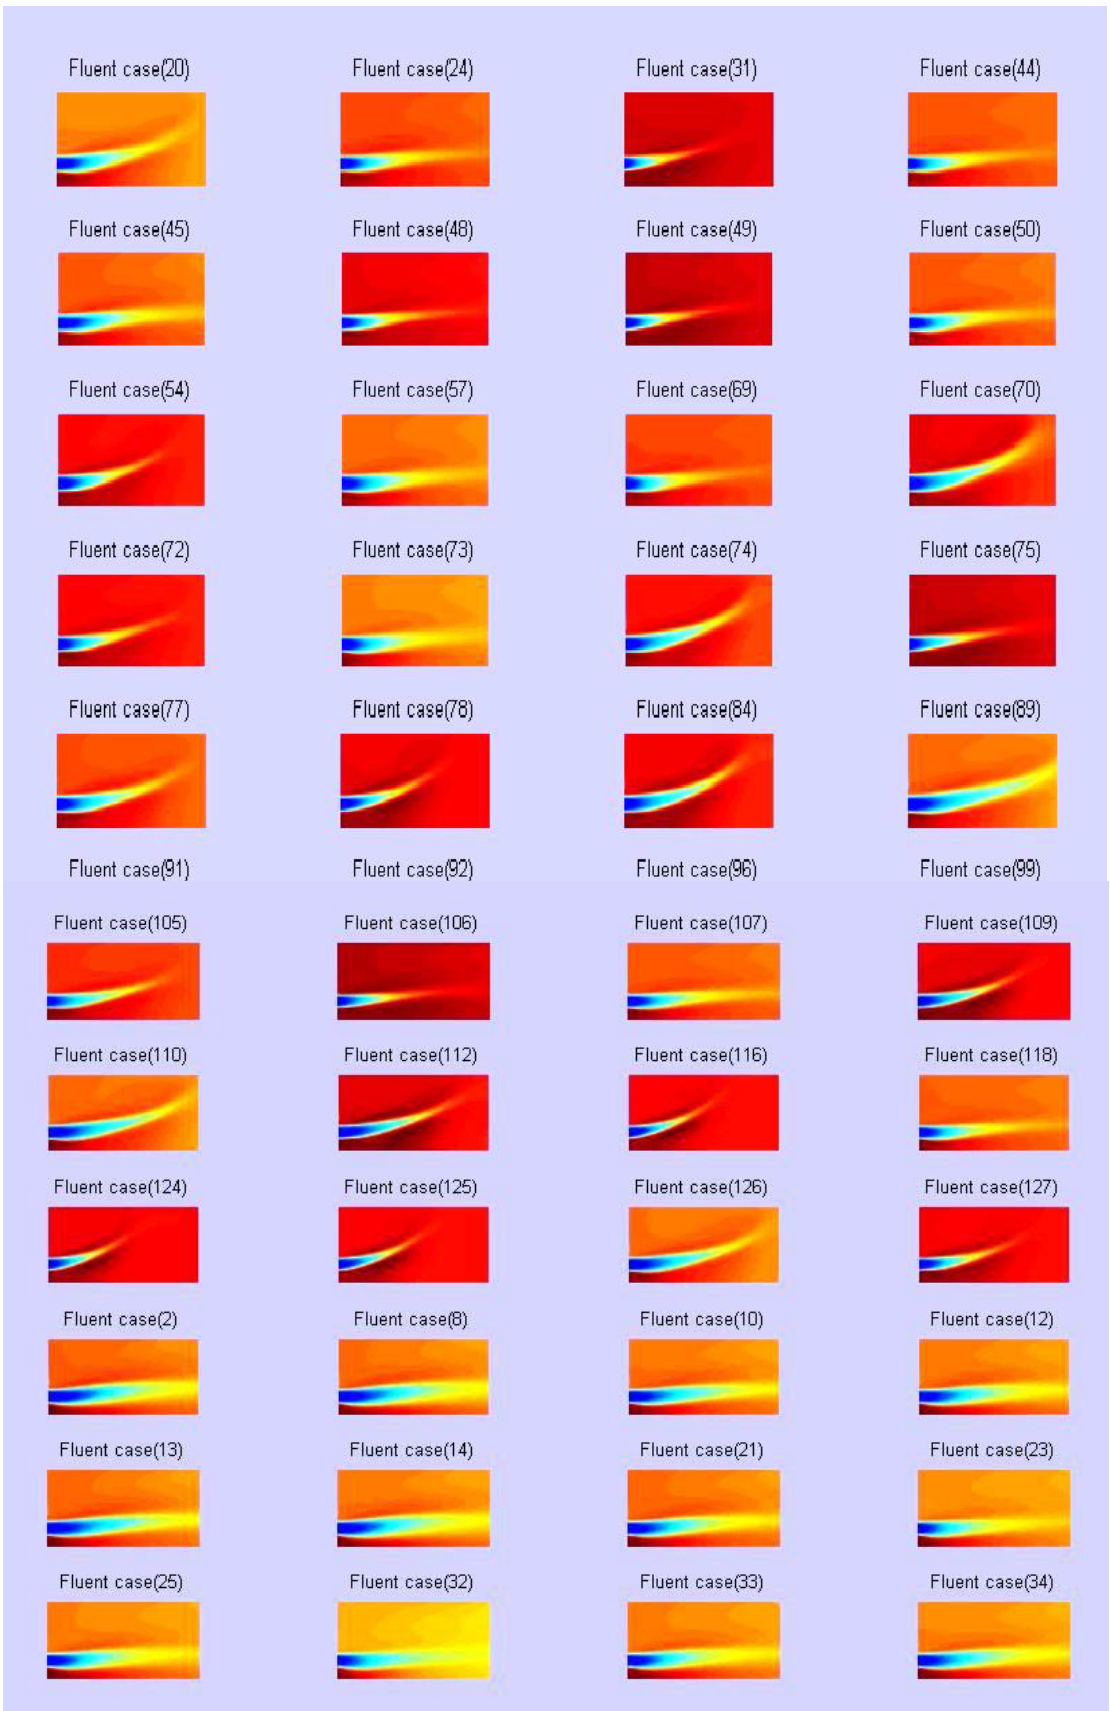 Fluent case(20) Fluent case(24) Fluent case(31) Fluent case(44)
Fluent case(45) Fluent case(48) Fluent case(49) Fluent case(50)
Fluent case(54) Fluent case(57) Fluent case(69) Fluent case(70)
Fluent case(72) Fluent case(73) Fluent case(74) Fluent case(75)
Fluent case(77) Fluent case(78) Fluent case(84) Fluent case(89)
Fluent case(91) Fluent case(92) Fluent case(96) Fluent case(99)
Fluent case(105) Fluent case(106) Fluent case(107) Fluent case(109)
Fluent case(110) Fluent case(112) Fluent case(116) Fluent case(118)
Fluent case(124) Fluent case(125) Fluent case(126) Fluent case(127)
Fluent case(2) Fluent case(8) Fluent case(10) Fluent case(12)
Fluent case(13) Fluent case(14) Fluent case(21) Fluent case(23)
Fluent case(25) Fluent case(32) Fluent case(33) Fluent case(34)